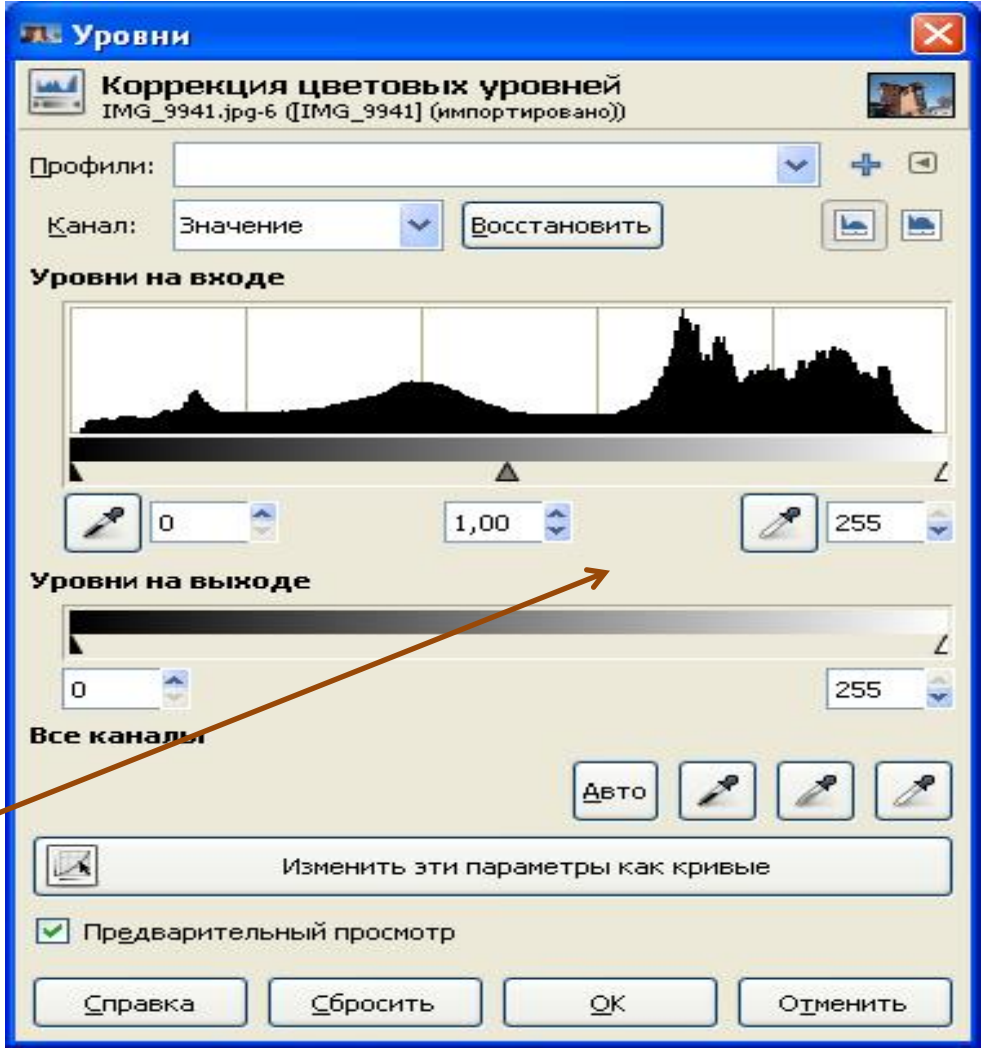 Уровни
Коррекция цветовых уровней
IMG_9941.jpg-6 ([IMG_9941] (импортировано))
Профили:
Канал: Значение Восстановить
Уровни на входе
0 1,00 255
Уровни на выходе
0 255
Все каналы
Авто
Изменить эти параметры как кривые
Предварительный просмотр
Справка Сбросить OK Отменить